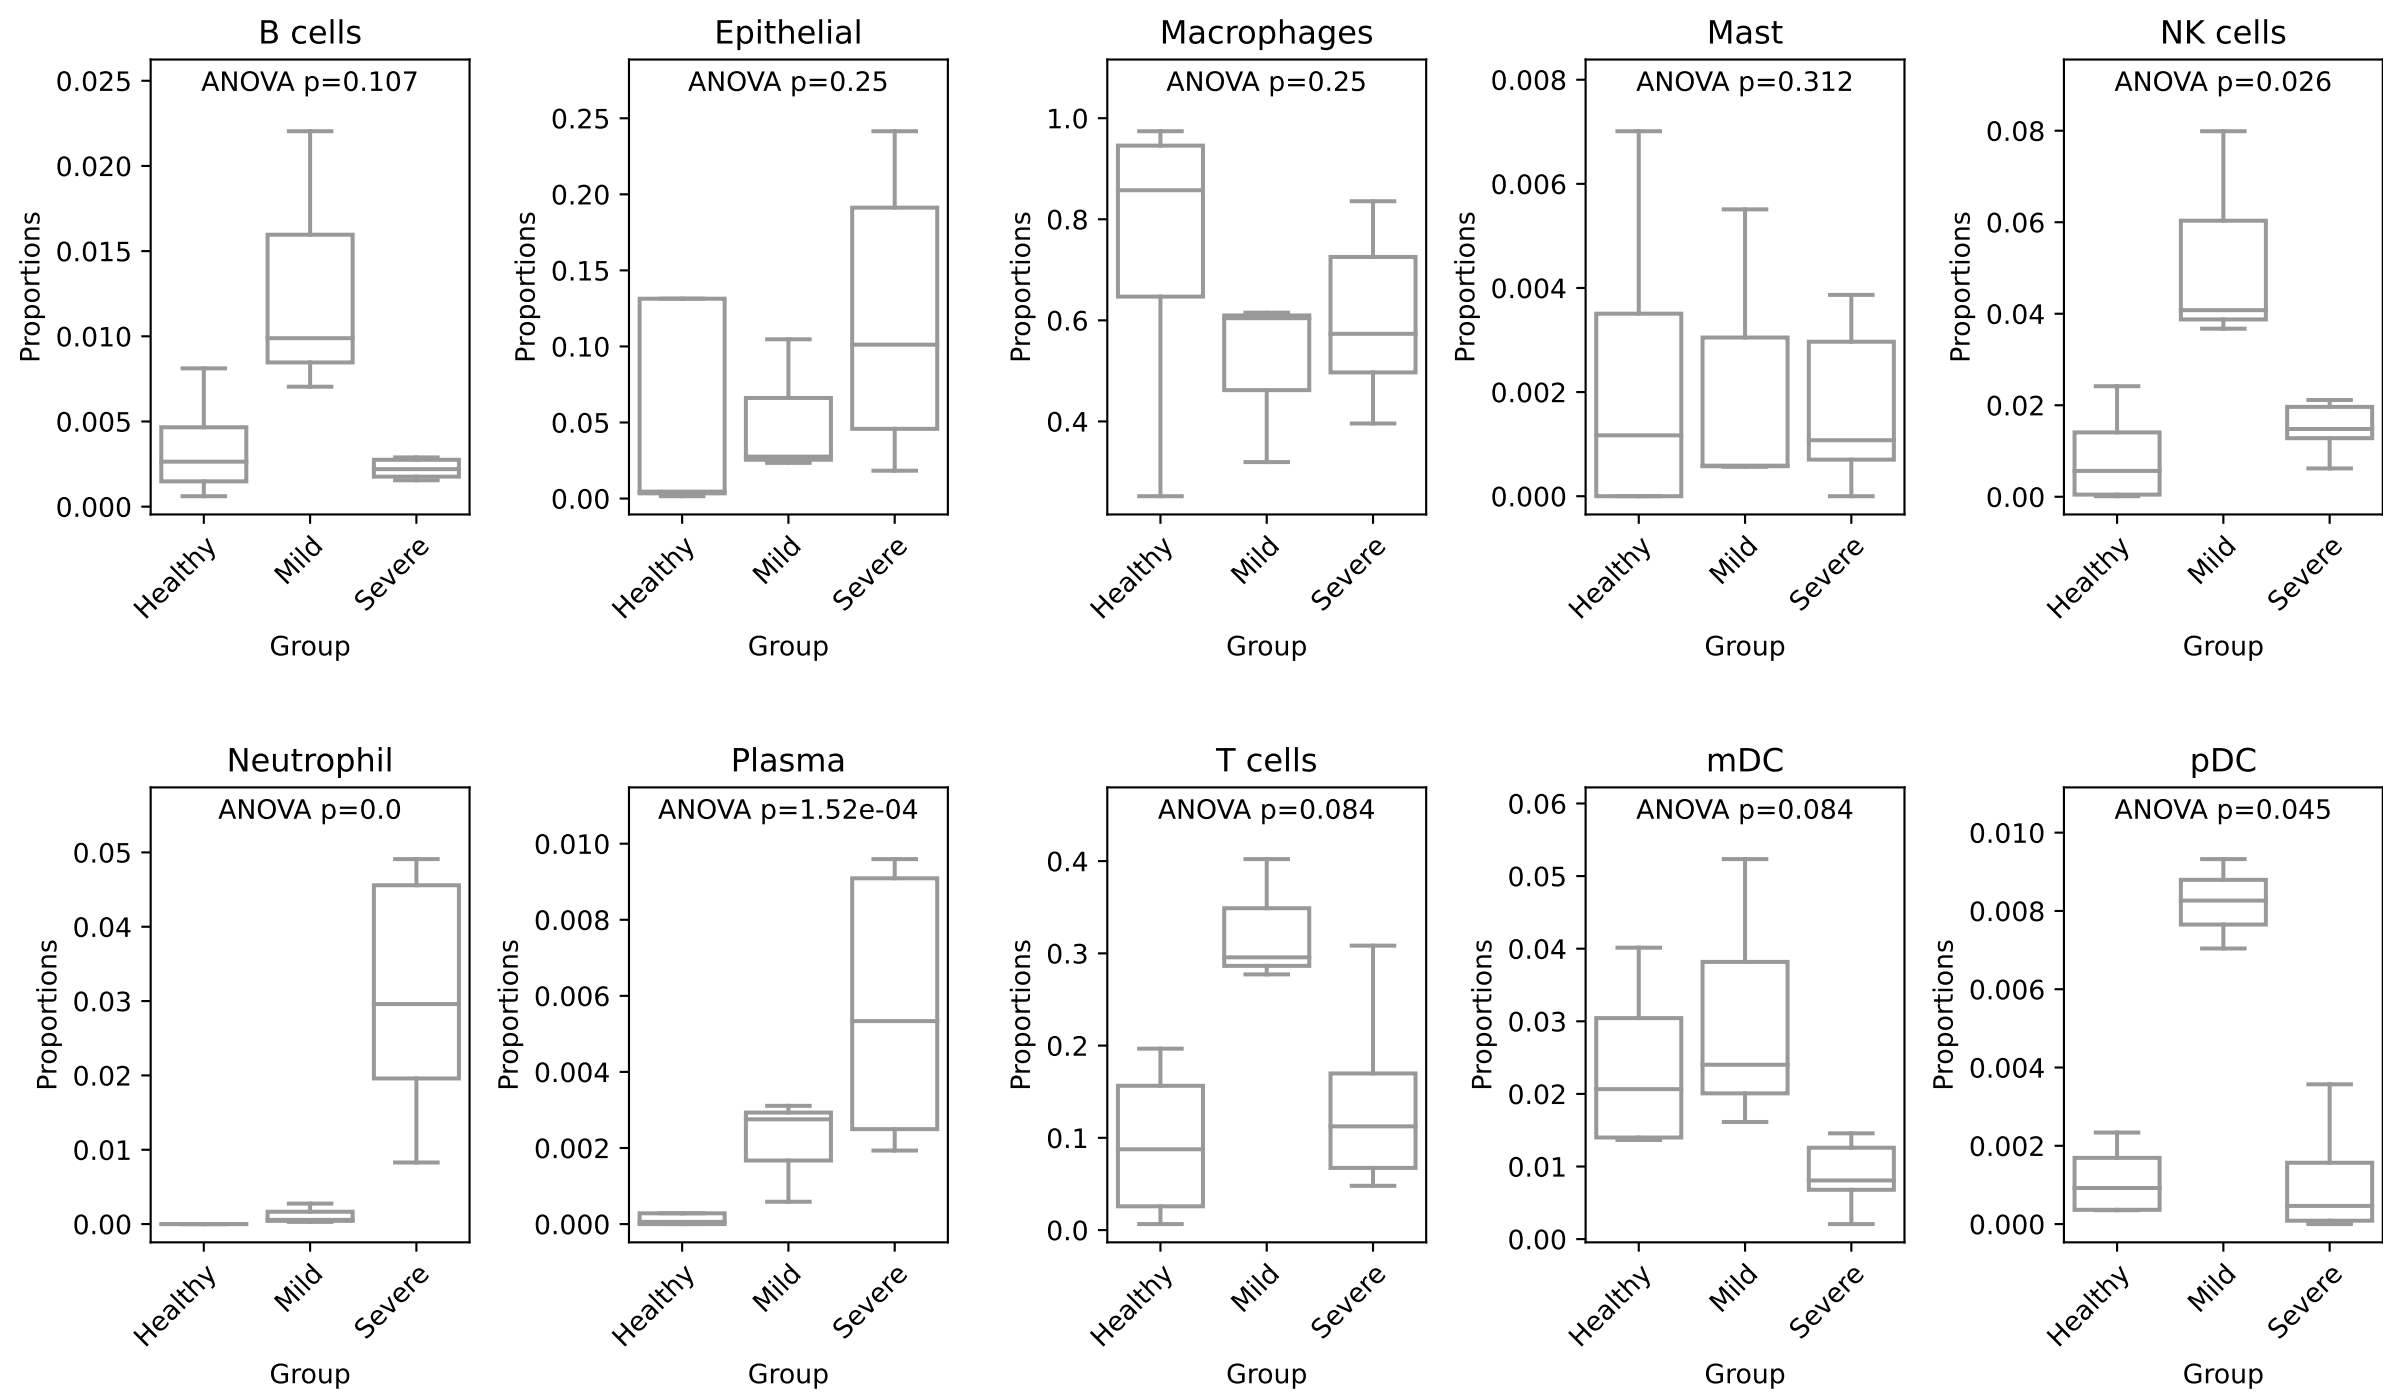 B cells
ANOVA p=0.107
0.025
0.020
0.015
0.010
0.005
0.000
Proportions
Healthy
Mild
Severe
Group
Epithelial
ANOVA p=0.25
0.25
0.20
0.15
0.10
0.05
0.00
Proportions
Healthy
Mild
Severe
Group
Macrophages
ANOVA p=0.25
1.0
0.8
0.6
0.4
Proportions
Healthy
Mild
Severe
Group
Mast
ANOVA p=0.312
0.008
0.006
0.004
0.002
0.000
Proportions
Healthy
Mild
Severe
Group
NK cells
ANOVA p=0.026
0.08
0.06
0.04
0.02
0.00
Proportions
Healthy
Mild
Severe
Group
Neutrophil
ANOVA p=0.0
0.05
0.04
0.03
0.02
0.01
0.00
Proportions
Healthy
Mild
Severe
Group
Plasma
ANOVA p=1.52e-04
0.010
0.008
0.006
0.004
0.002
0.000
Proportions
Healthy
Mild
Severe
Group
T cells
ANOVA p=0.084
0.4
0.3
0.2
0.1
0.0
Proportions
Healthy
Mild
Severe
Group
mDC
ANOVA p=0.084
0.06
0.05
0.04
0.03
0.02
0.01
0.00
Proportions
Healthy
Mild
Severe
Group
pDC
ANOVA p=0.045
0.010
0.008
0.006
0.004
0.002
0.000
Proportions
Healthy
Mild
Severe
Group